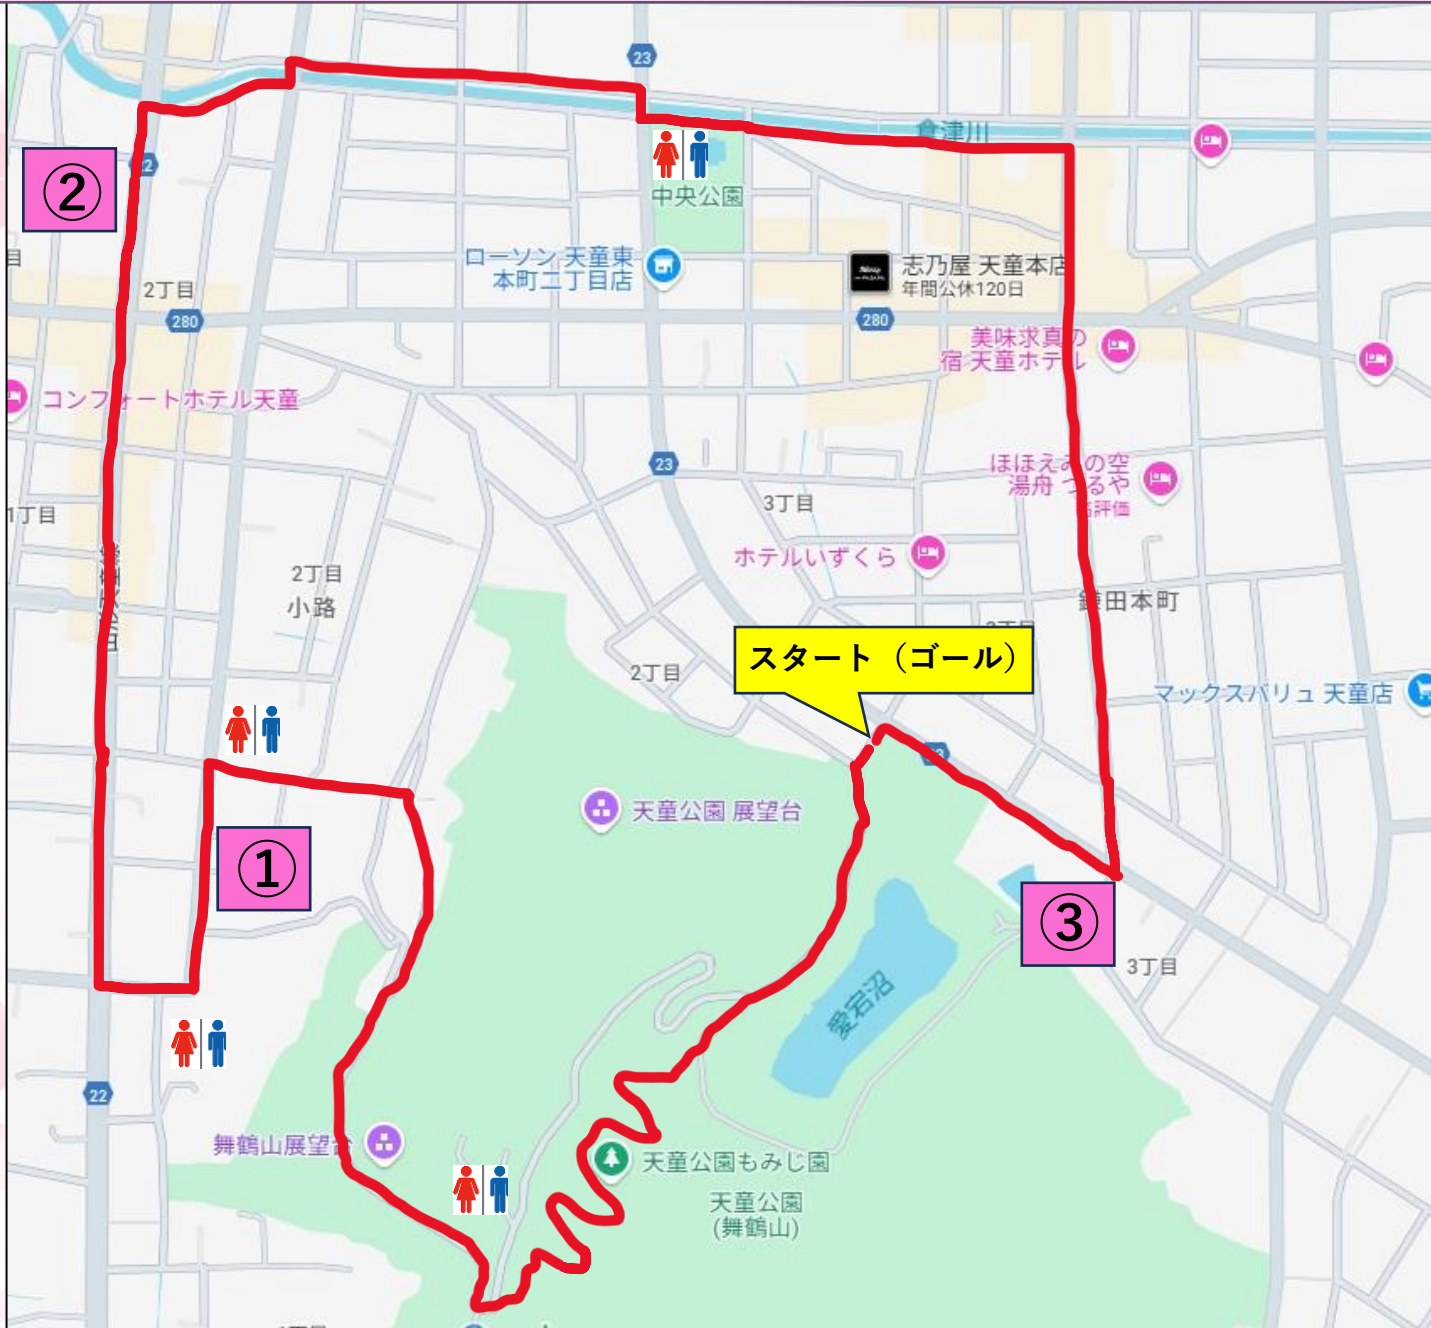 23
倉津川
②
22
中央公園
ローソン 天童東
本町二丁目店
志乃屋 天童本店
年間公休120日
目
2丁目
280
280
美味求真の
宿 天童ホテル
コンフォートホテル天童
23
ほほえみの空
湯舟 つるや
高評価
3丁目
1丁目
ホテルいずくら
2丁目
小路
鎌田本町
スタート（ゴール）
2丁目
マックスバリュ 天童店
23
天童公園 展望台
①
③
3丁目
愛宕沼
22
舞鶴山展望台
天童公園もみじ園
天童公園
(舞鶴山)